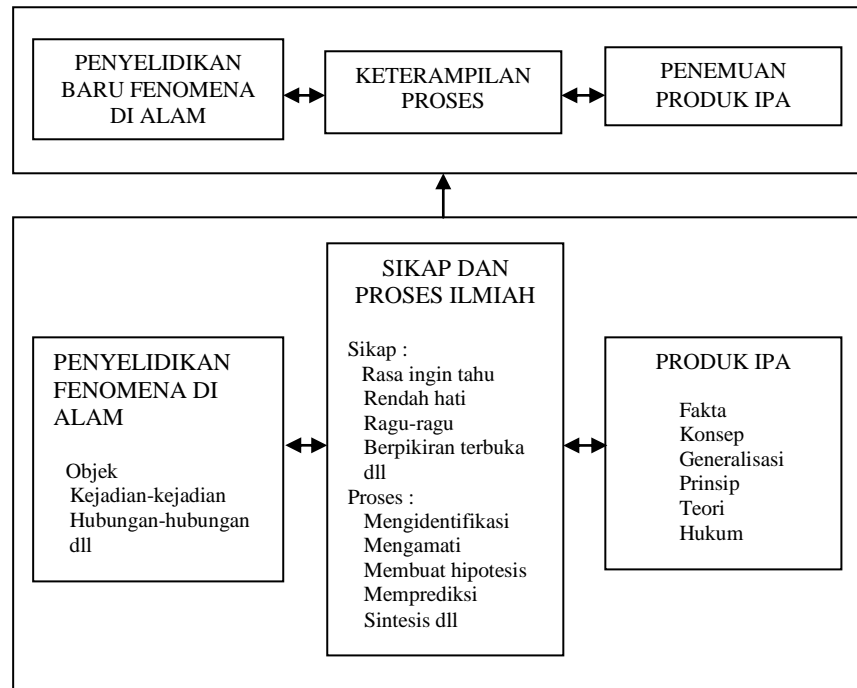 PENYELIDIKAN
BARU FENOMENA
DI ALAM
KETERAMPILAN
PROSES
PENEMUAN
PRODUK IPA
PENYELIDIKAN
FENOMENA DI
ALAM
Objek
Kejadian-kejadian
Hubungan-hubungan
dll
SIKAP DAN
PROSES ILMIAH
Sikap :
Rasa ingin tahu
Rendah hati
Ragu-ragu
Berpikiran terbuka
dll
Proses :
Mengidentifikasi
Mengamati
Membuat hipotesis
Memprediksi
Sintesis dll
PRODUK IPA
Fakta
Konsep
Generalisasi
Prinsip
Teori
Hukum